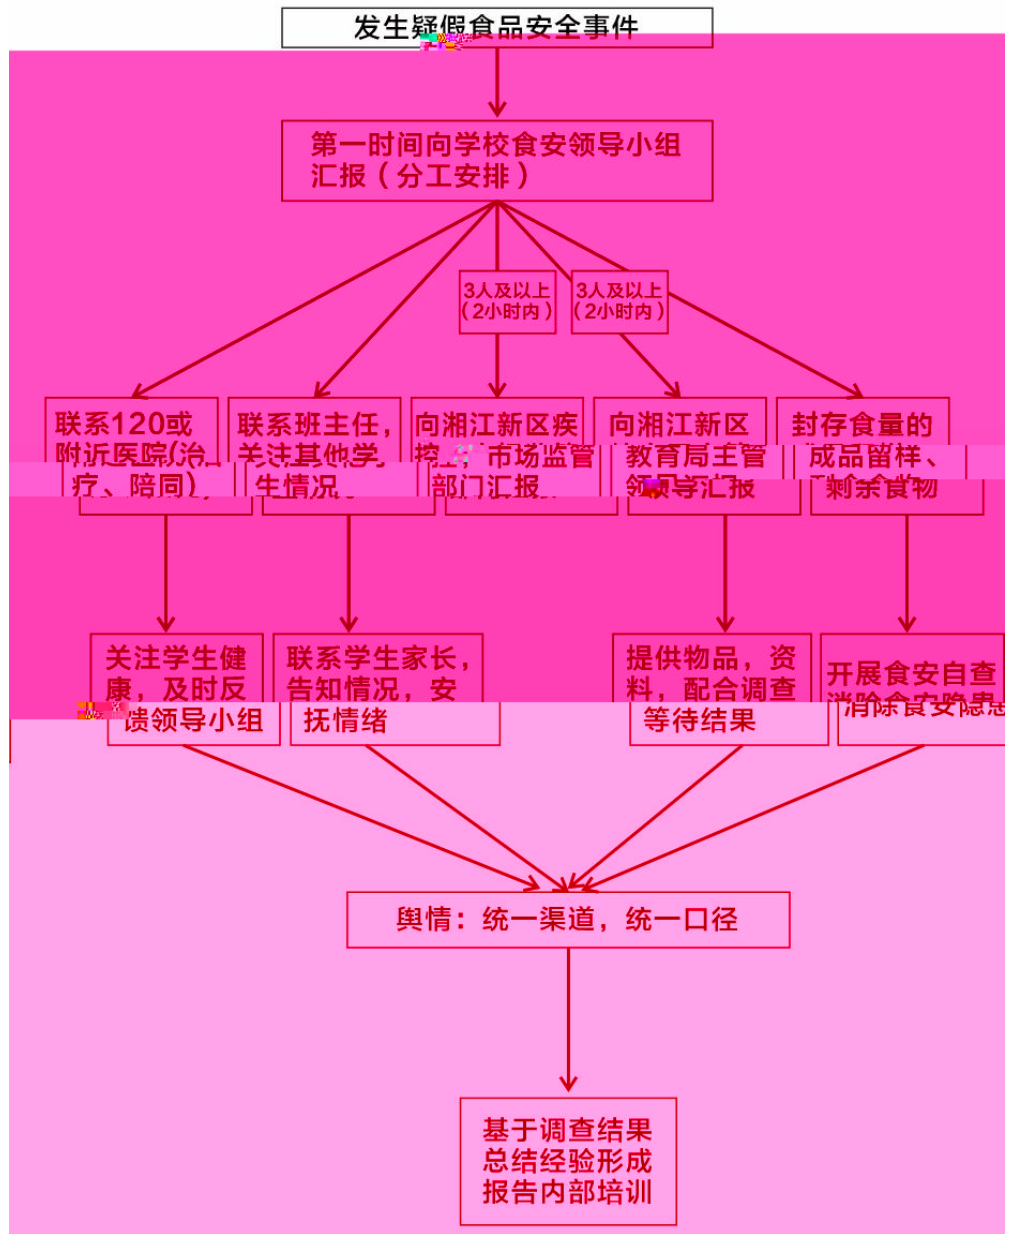 发生疑假食品安全事件
第一时间向学校食安领导小组
汇报（分工安排）
3人及以上
（2小时内）
3人及以上
（2小时内）
联系120或
附近医院(治
疗、陪同)
联系班主任，
关注其他学
生情况
向湘江新区疾
控、市场监管
部门汇报
向湘江新区
教育局主管
领导汇报
封存食量的
成品留样、
剩余食物
关注学生健
康，及时反
馈领导小组
联系学生家长，
告知情况，安
抚情绪
提供物品，资
料，配合调查
等待结果
开展食安自查
消除食安隐患
舆情：统一渠道，统一口径
基于调查结果
总结经验形成
报告内部培训